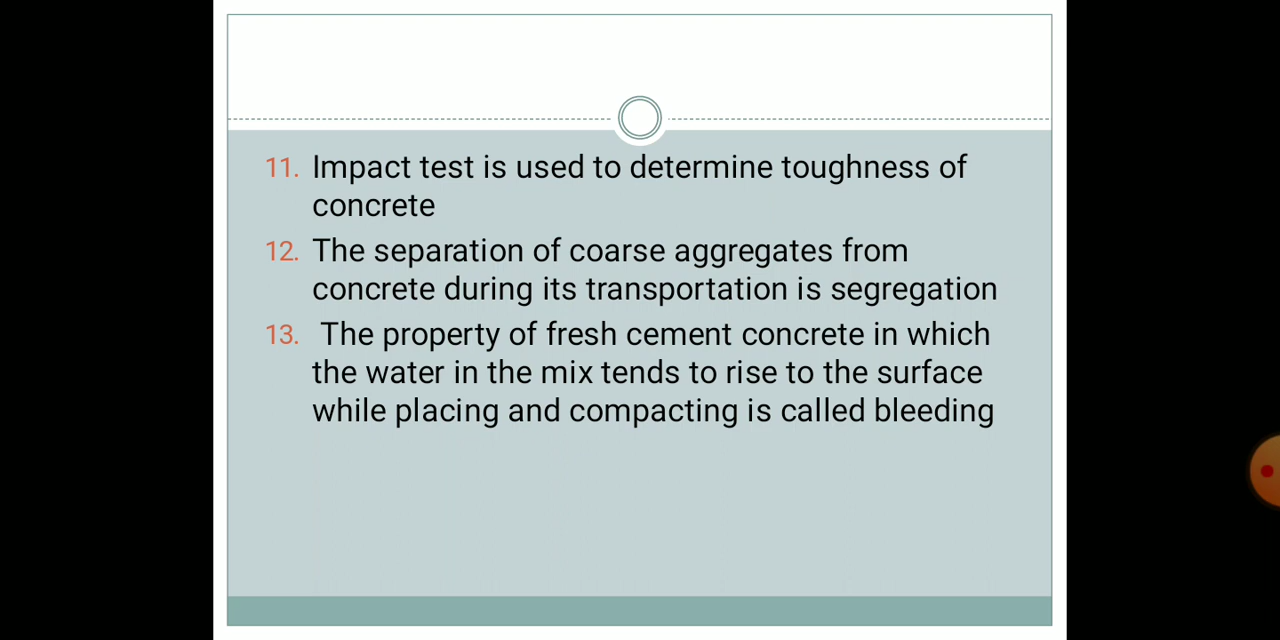 11. Impact test is used to determine toughness of
concrete
12. The separation of coarse aggregates from
concrete during its transportation is segregation
13. The property of fresh cement concrete in which
the water in the mix tends to rise to the surface
while placing and compacting is called bleeding